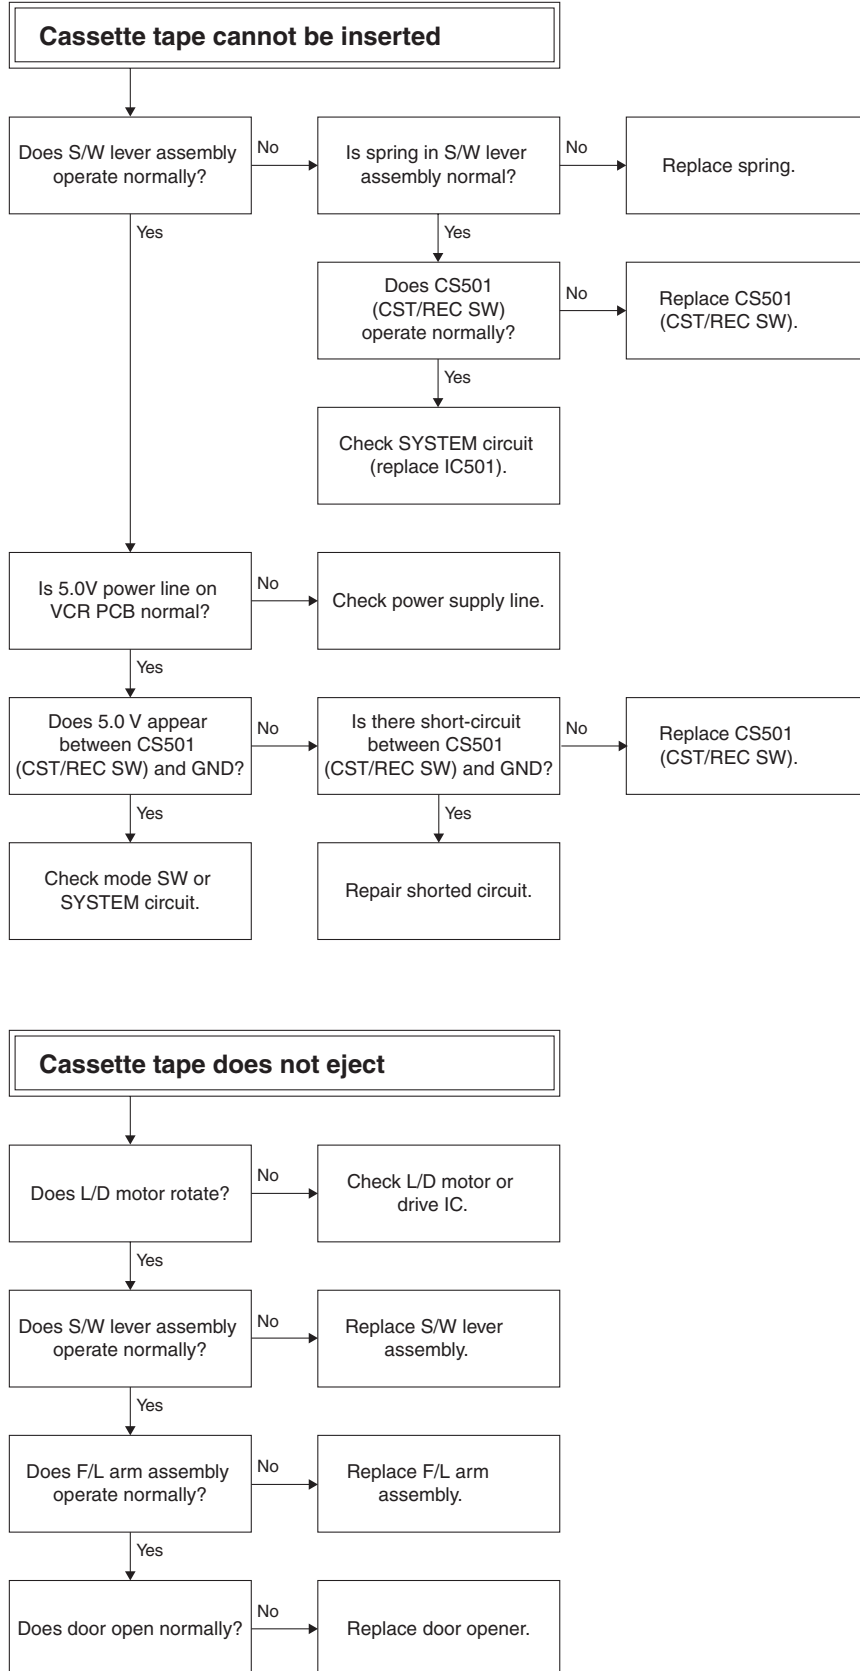 Cassette tape cannot be inserted
Does S/W lever assembly
operate normally?
No
Is spring in S/W lever
assembly normal?
No
Replace spring.
Yes
Yes
Does CS501
(CST/REC SW)
operate normally?
No
Replace CS501
(CST/REC SW).
Yes
Check SYSTEM circuit
(replace IC501).
Is 5.0V power line on
VCR PCB normal?
No
Check power supply line.
Yes
Does 5.0 V appear
between CS501
(CST/REC SW) and GND?
No
Is there short-circuit
between CS501
(CST/REC SW) and GND?
No
Replace CS501
(CST/REC SW).
Yes
Yes
Check mode SW or
SYSTEM circuit.
Repair shorted circuit.
Cassette tape does not eject
Does L/D motor rotate?
No
Check L/D motor or
drive IC.
Yes
Does S/W lever assembly
operate normally?
No
Replace S/W lever
assembly.
Yes
Does F/L arm assembly
operate normally?
No
Replace F/L arm
assembly.
Yes
Does door open normally?
No
Replace door opener.